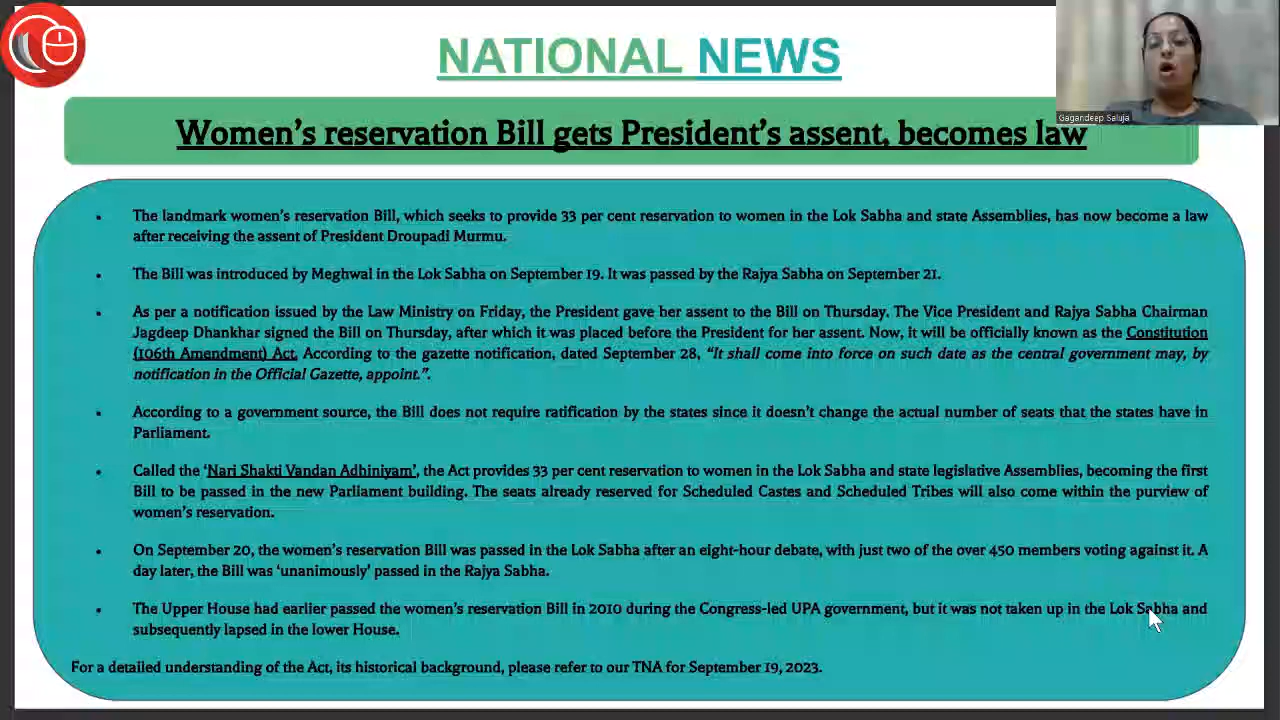 NATIONAL NEWS
Women’s reservation Bill gets President’s assent, becomes law
Gagandeep Saluja
• The landmark women’s reservation Bill, which seeks to provide 33 per cent reservation to women in the Lok Sabha and state Assemblies, has now become a law
after receiving the assent of President Droupadi Murmu.
• The Bill was introduced by Meghwal in the Lok Sabha on September 19. It was passed by the Rajya Sabha on September 21.
• As per a notification issued by the Law Ministry on Friday, the President gave her assent to the Bill on Thursday. The Vice President and Rajya Sabha Chairman
Jagdeep Dhankhar signed the Bill on Thursday, after which it was placed before the President for her assent. Now, it will be officially known as the Constitution
(106th Amendment) Act. According to the gazette notification, dated September 28, “It shall come into force on such date as the central government may, by
notification in the Official Gazette, appoint.”.
• According to a government source, the Bill does not require ratification by the states since it doesn’t change the actual number of seats that the states have in
Parliament.
• Called the ‘Nari Shakti Vandan Adhiniyam’, the Act provides 33 per cent reservation to women in the Lok Sabha and state legislative Assemblies, becoming the first
Bill to be passed in the new Parliament building. The seats already reserved for Scheduled Castes and Scheduled Tribes will also come within the purview of
women’s reservation.
• On September 20, the women’s reservation Bill was passed in the Lok Sabha after an eight-hour debate, with just two of the over 450 members voting against it. A
day later, the Bill was ‘unanimously’ passed in the Rajya Sabha.
• The Upper House had earlier passed the women’s reservation Bill in 2010 during the Congress-led UPA government, but it was not taken up in the Lok Sabha and
subsequently lapsed in the lower House.
For a detailed understanding of the Act, its historical background, please refer to our TNA for September 19, 2023.